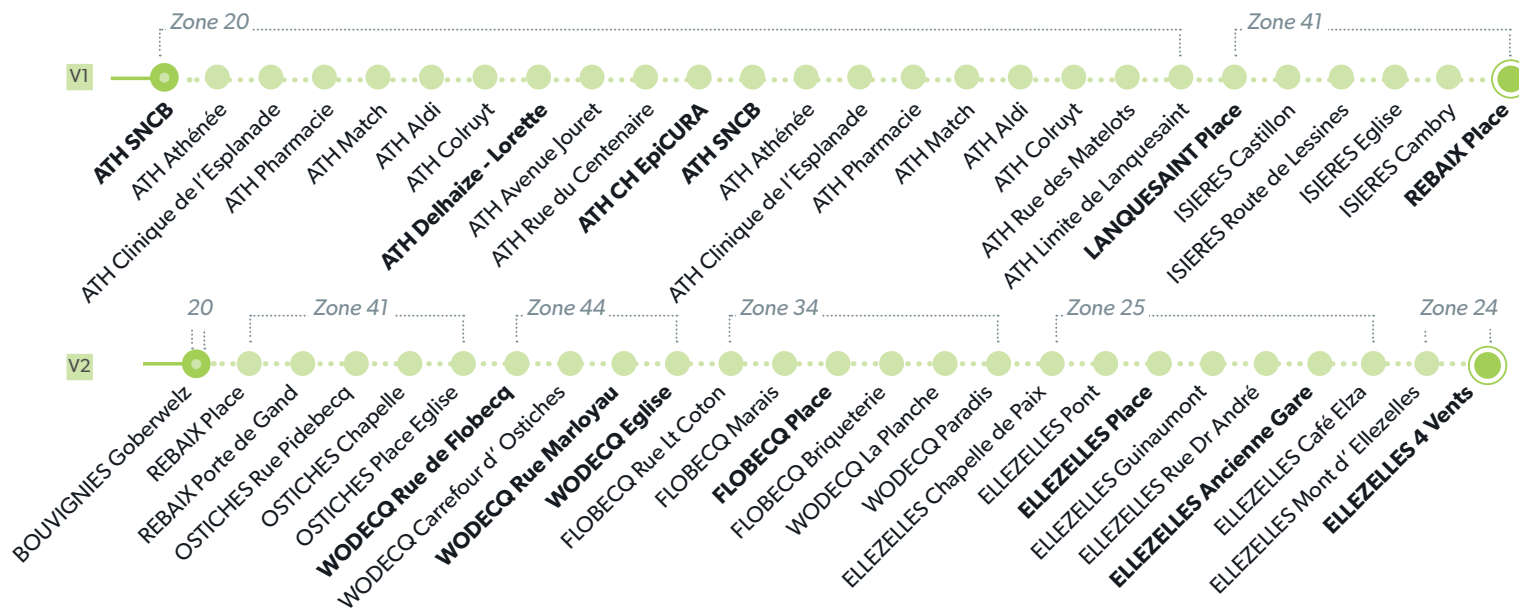 Zone 20
Zone 41
V1
ATH SNCB
ATH Athénée
ATH Clinique de l'Esplanade
ATH Pharmacie
ATH Match
ATH Aldi
ATH Colruyt
ATH Delhaize - Lorette
ATH Avenue Jouret
ATH Rue du Centenaire
ATH CH EpiCURA
ATH SNCB
ATH Athénée
ATH Clinique de l'Esplanade
ATH Pharmacie
ATH Match
ATH Aldi
ATH Colruyt
ATH Rue des Matelots
ATH Limite de Lanquesaint
LANQUESAINT Place
ISIERES Castillon
ISIERES Route de Lessines
ISIERES Eglise
ISIERES Cambry
REBAIX Place
20
Zone 41
Zone 44
Zone 34
Zone 25
Zone 24
V2
BOUVIGNIES Goberwelz
REBAIX Place
REBAIX Porte de Gand
OSTICHES Rue Pidebecq
OSTICHES Chapelle
OSTICHES Place Eglise
WODECQ Rue de Flobecq
WODECQ Carrefour d' Ostiches
WODECQ Rue Marloyau
WODECQ Eglise
FLOBECQ Rue Lt Coton
FLOBECQ Marais
FLOBECQ Place
FLOBECQ Briqueterie
WODECQ La Planche
WODECQ Paradis
ELLEZELLES Chapelle de Paix
ELLEZELLES Pont
ELLEZELLES Place
ELLEZELLES Guinaumont
ELLEZELLES Rue Dr André
ELLEZELLES Ancienne Gare
ELLEZELLES Café Elza
ELLEZELLES Mont d' Ellezelles
ELLEZELLES 4 Vents